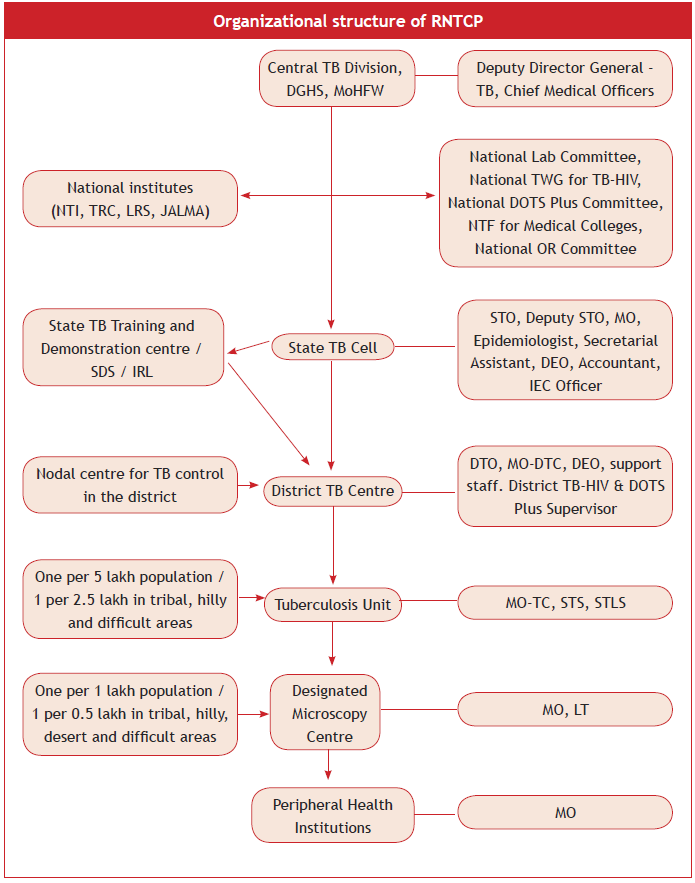 Organizational structure of RNTCP
Central TB Division,
DGHS, MoHFW
Deputy Director General -
TB, Chief Medical Officers
National institutes
(NTI, TRC, LRS, JALMA)
National Lab Committee,
National TWG for TB-HIV,
National DOTS Plus Committee,
NTF for Medical Colleges,
National OR Committee
State TB Training and
Demonstration centre /
SDS / IRL
State TB Cell
STO, Deputy STO, MO,
Epidemiologist, Secretarial
Assistant, DEO, Accountant,
IEC Officer
Nodal centre for TB control
in the district
District TB Centre
DTO, MO-DTC, DEO, support
staff. District TB-HIV & DOTS
Plus Supervisor
One per 5 lakh population /
1 per 2.5 lakh in tribal, hilly
and difficult areas
Tuberculosis Unit
MO-TC, STS, STLS
One per 1 lakh population /
1 per 0.5 lakh in tribal, hilly,
desert and difficult areas
Designated
Microscopy
Centre
MO, LT
Peripheral Health
Institutions
MO